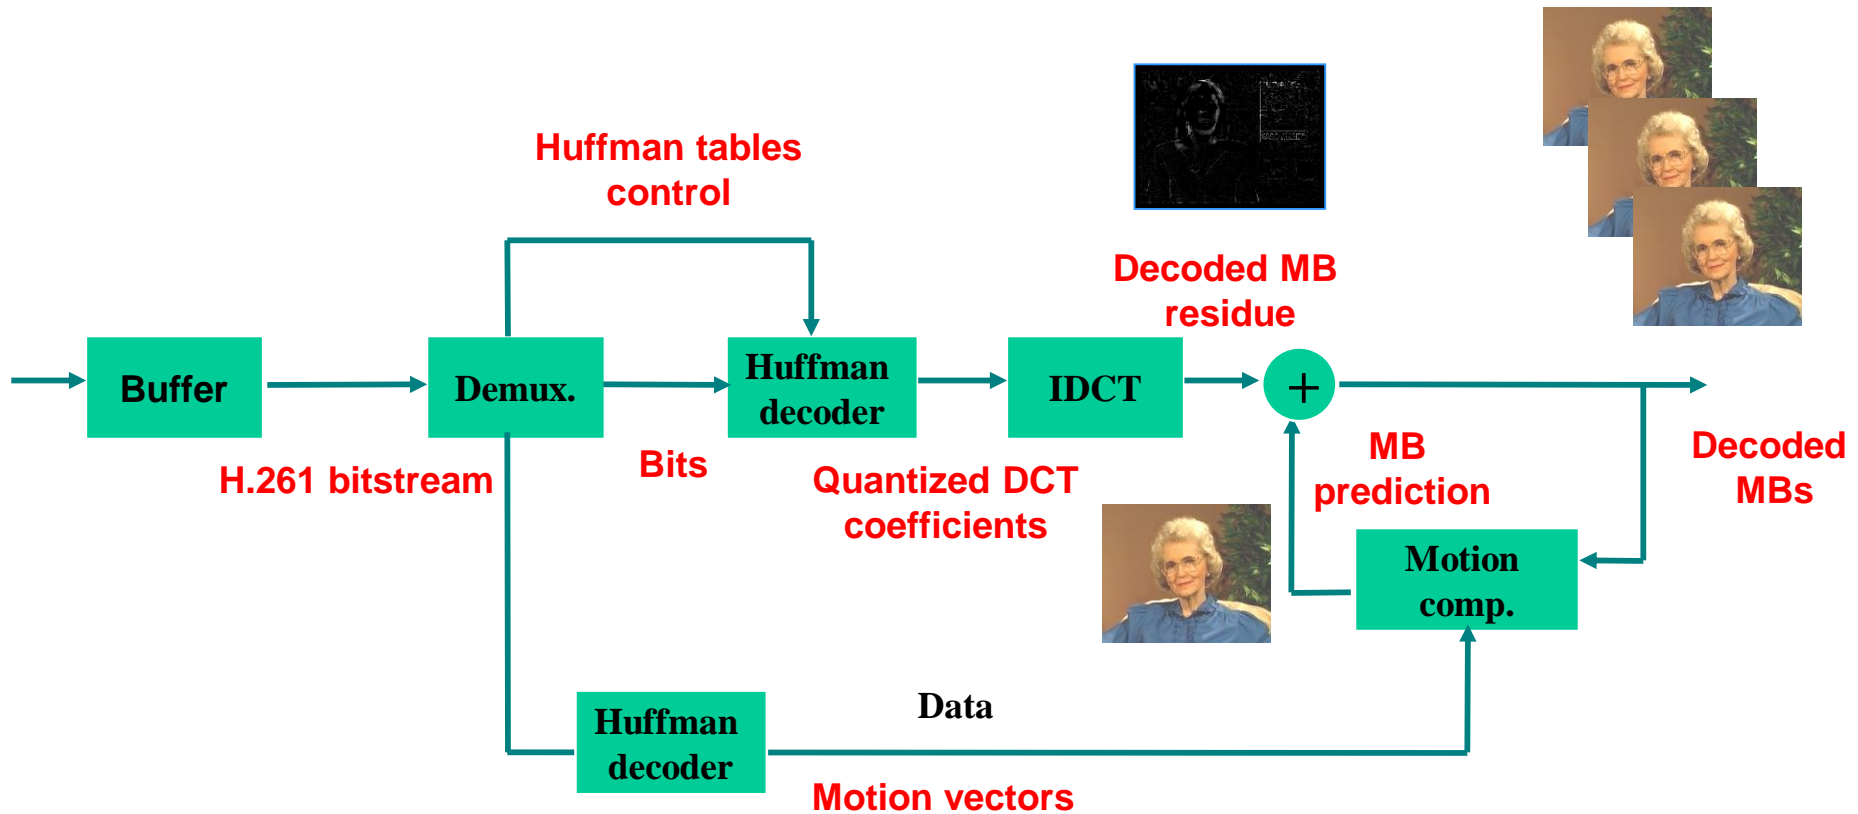 Huffman tables
control
Decoded MB
residue
Buffer
Demux.
Huffman
decoder
IDCT
+
H.261 bitstream
Bits
Quantized DCT
coefficients
MB
prediction
Decoded
MBs
Motion
comp.
Huffman
decoder
Data
Motion vectors